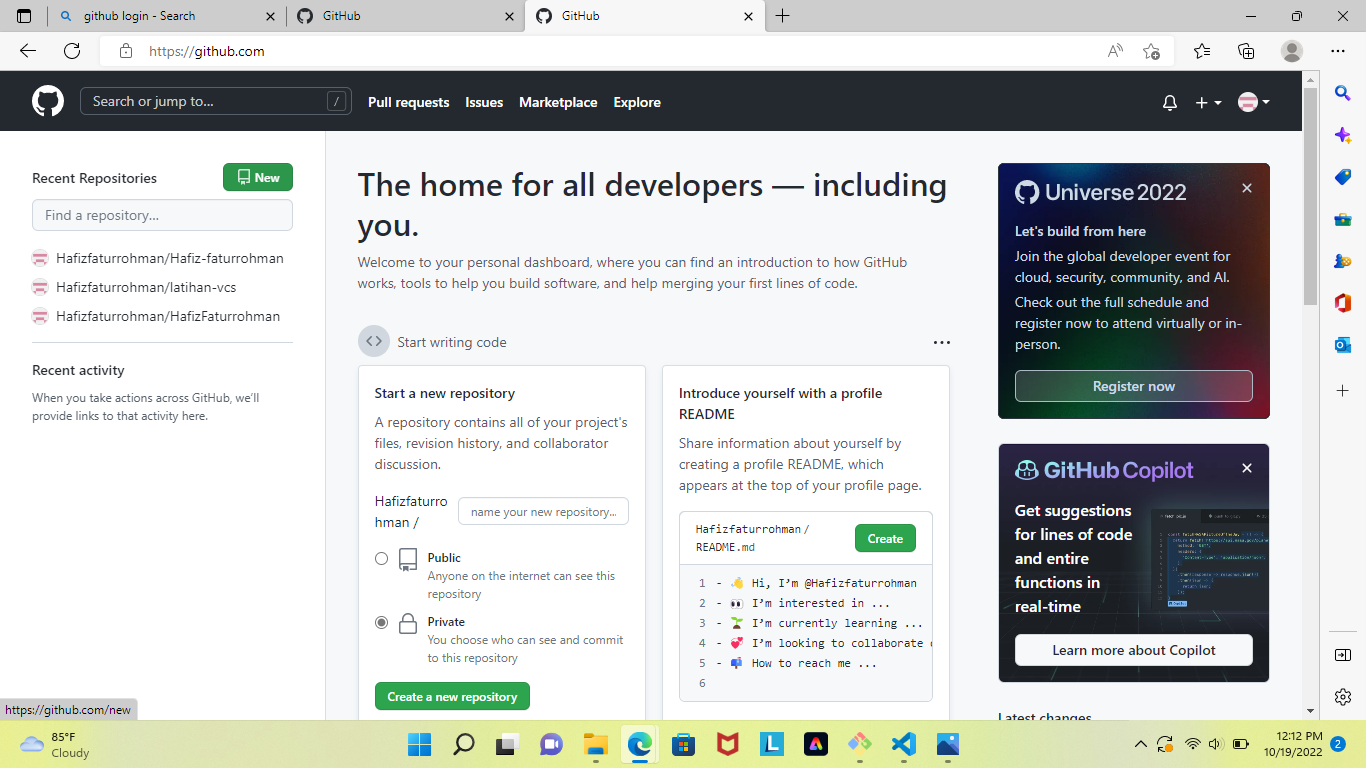 github login - Search
GitHub
GitHub
https://github.com
Search or jump to...
/
Pull requests
Issues
Marketplace
Explore
Recent Repositories
New
Find a repository...
Hafizfaturrohman/Hafiz-faturrohman
Hafizfaturrohman/latihan-vcs
Hafizfaturrohman/HafizFaturrohman
Recent activity
When you take actions across GitHub, we'll
provide links to that activity here.
The home for all developers — including
you.
Welcome to your personal dashboard, where you can find an introduction to how GitHub
works, tools to help you build software, and help merging your first lines of code.
Start writing code
Start a new repository
A repository contains all of your project's
files, revision history, and collaborator
discussion.
Hafizfaturro
hman /
name your new repository...
Public
Anyone on the internet can see this
repository
Private
You choose who can see and commit
to this repository
Create a new repository
Introduce yourself with a profile
README
Share information about yourself by
creating a profile README, which
appears at the top of your profile page.
Hafizfaturrohman /
README.md
Create
1 - 👋 Hi, I'm @Hafizfaturrohman
2 - 👀 I'm interested in ...
3 - 🌱 I'm currently learning ...
4 - 💞️ I'm looking to collaborate
5 - 📫 How to reach me ...
6
Universe 2022
Let's build from here
Join the global developer event for
cloud, security, community, and AI.
Check out the full schedule and
register now to attend virtually or in-
person.
Register now
GitHub Copilot
Get suggestions
for lines of code
and entire
functions in
real-time
Learn more about Copilot
Latest changes
https://github.com/new
85°F
Cloudy
12:12 PM
10/19/2022
2